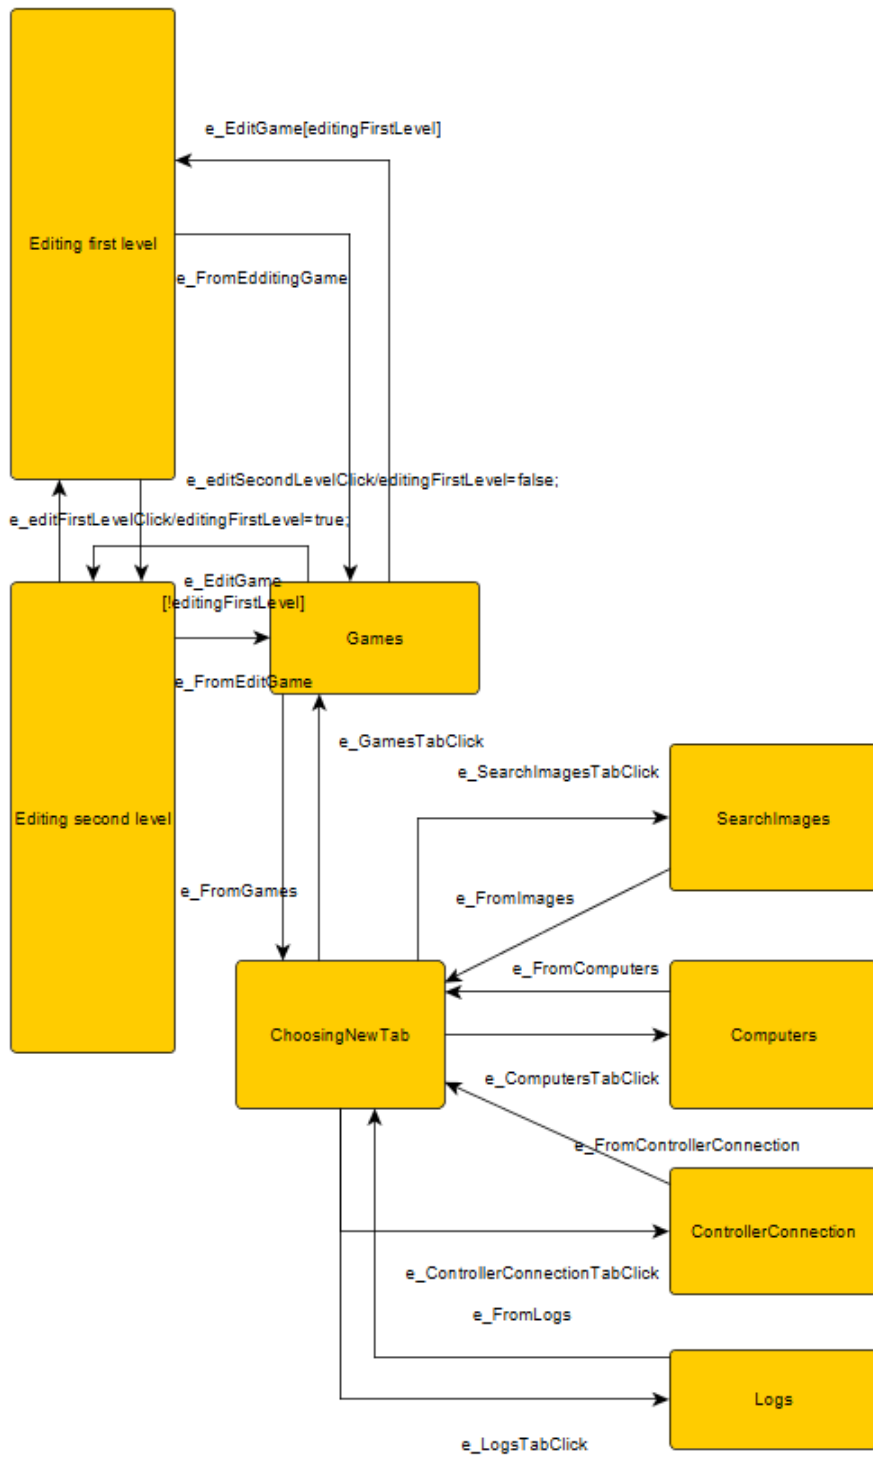 e_EditGame[editingFirstLevel]
Editing first level
e_FromEdditingGame
e_editSecondLevelClick/editingFirstLevel=false;
e_editFirstLevelClick/editingFirstLevel=true;
e_EditGame
[!editingFirstLevel]
Games
e_FromEditGame
e_GamesTabClick
e_SearchImagesTabClick
Editing second level
SearchImages
e_FromGames
e_FromImages
e_FromComputers
ChoosingNewTab
Computers
e_ComputersTabClick
e_FromControllerConnection
ControllerConnection
e_ControllerConnectionTabClick
e_FromLogs
Logs
e_LogsTabClick